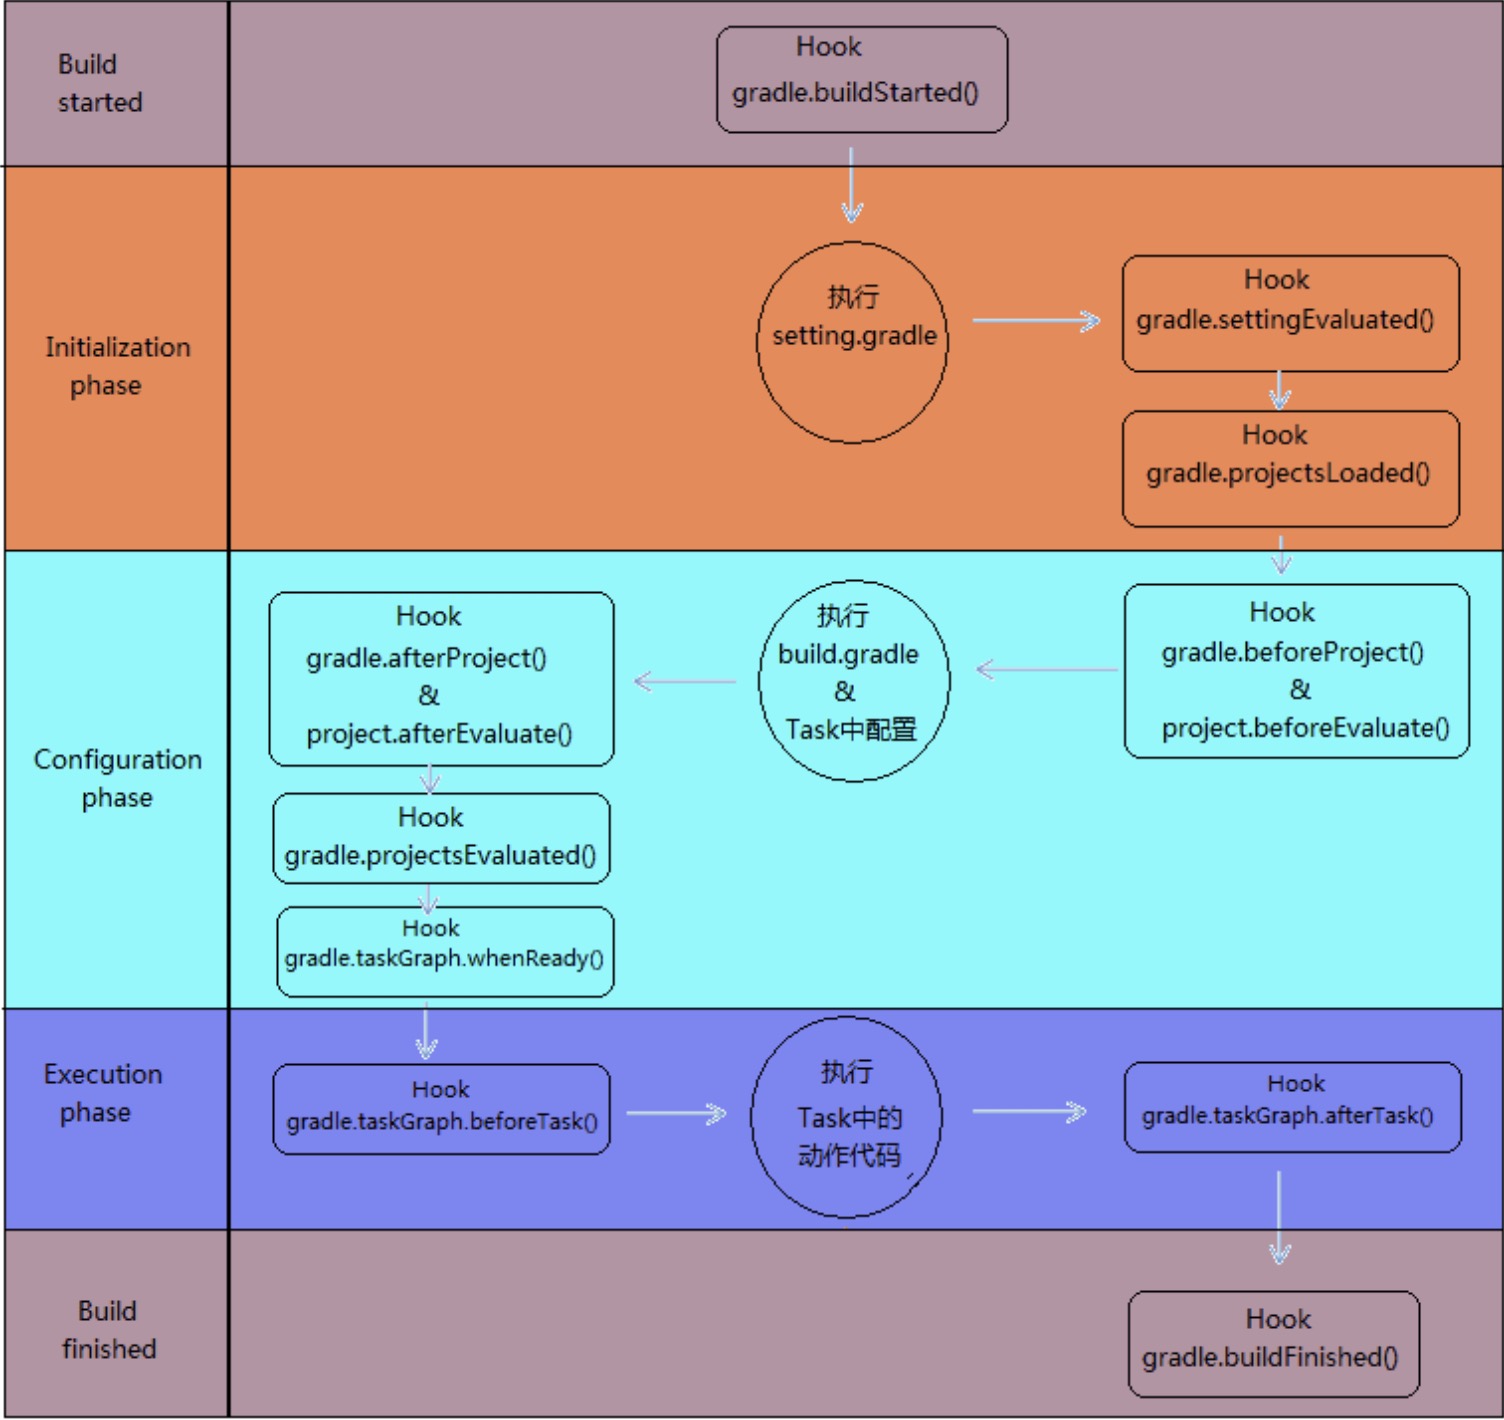 Build
started
Hook
gradle.buildStarted()
Initialization
phase
执行
setting.gradle
Hook
gradle.settingEvaluated()
Hook
gradle.projectsLoaded()
Configuration
phase
Hook
gradle.beforeProject()
&
project.beforeEvaluate()
执行
build.gradle
&
Task中配置
Hook
gradle.afterProject()
&
project.afterEvaluate()
Hook
gradle.projectsEvaluated()
Hook
gradle.taskGraph.whenReady()
Execution
phase
Hook
gradle.taskGraph.beforeTask()
执行
Task中的
动作代码
Hook
gradle.taskGraph.afterTask()
Build
finished
Hook
gradle.buildFinished()